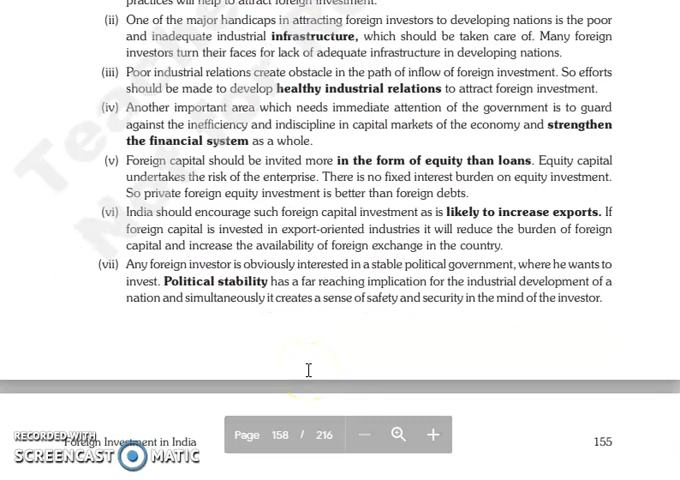 practices will help to attract foreign investment.
(ii) One of the major handicaps in attracting foreign investors to developing nations is the poor
and inadequate industrial infrastructure, which should be taken care of. Many foreign
investors turn their faces for lack of adequate infrastructure in developing nations.
(iii) Poor industrial relations create obstacle in the path of inflow of foreign investment. So efforts
should be made to develop healthy industrial relations to attract foreign investment.
(iv) Another important area which needs immediate attention of the government is to guard
against the inefficiency and indiscipline in capital markets of the economy and strengthen
the financial system as a whole.
(v) Foreign capital should be invited more in the form of equity than loans. Equity capital
undertakes the risk of the enterprise. There is no fixed interest burden on equity investment.
So private foreign equity investment is better than foreign debts.
(vi) India should encourage such foreign capital investment as is likely to increase exports. If
foreign capital is invested in export-oriented industries it will reduce the burden of foreign
capital and increase the availability of foreign exchange in the country.
(vii) Any foreign investor is obviously interested in a stable political government, where he wants to
invest. Political stability has a far reaching implication for the industrial development of a
nation and simultaneously it creates a sense of safety and security in the mind of the investor.
Page 158 / 216
RECORDED WITH
Foreign Investment in India 155
SCREENCAST MATIC